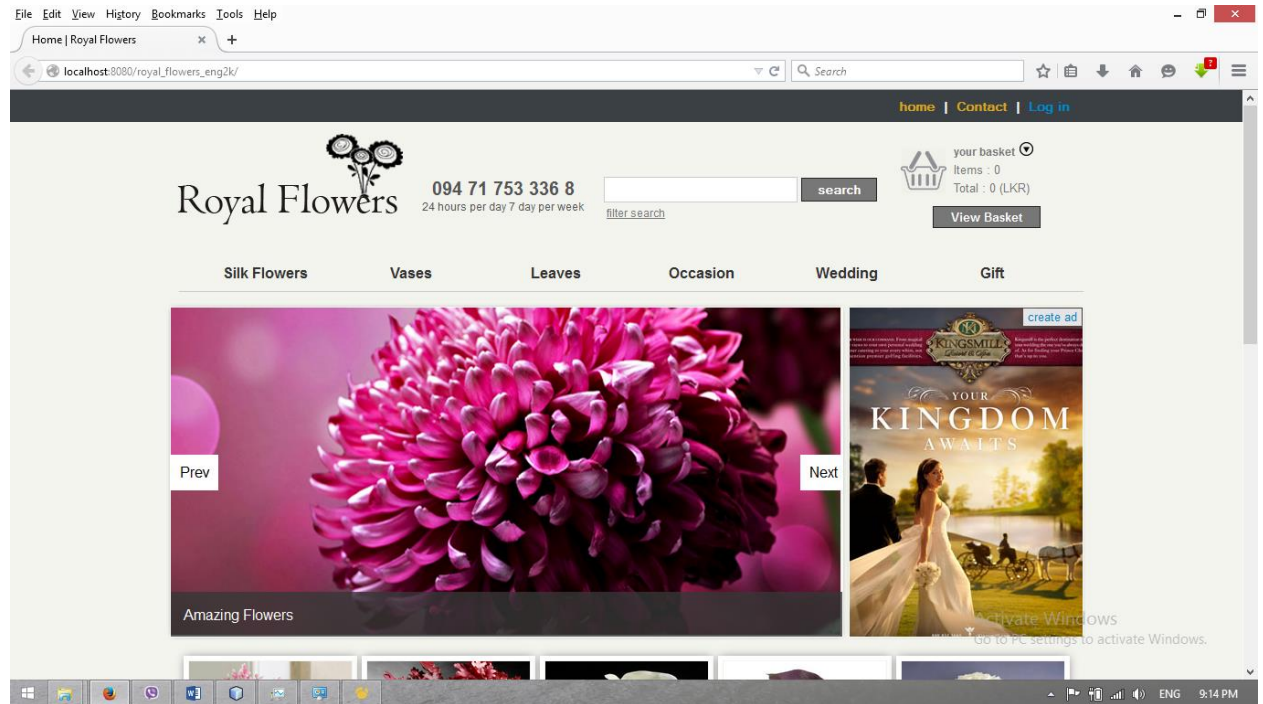 File Edit View History Bookmarks Tools Help
Home | Royal Flowers × +
localhost:8080/royal_flowers_eng2k/
Search
?
home | Contact | Log in
Royal Flowers
094 71 753 336 8
24 hours per day 7 day per week
search
filter search
your basket
Items : 0
Total : 0 (LKR)
View Basket
Silk Flowers Vases Leaves Occasion Wedding Gift
create ad
KINGSMILL
YOUR
KINGDOM
AWAITS
Prev
Next
Amazing Flowers
Activate Windows
Go to PC settings to activate Windows.
ENG 9:14 PM